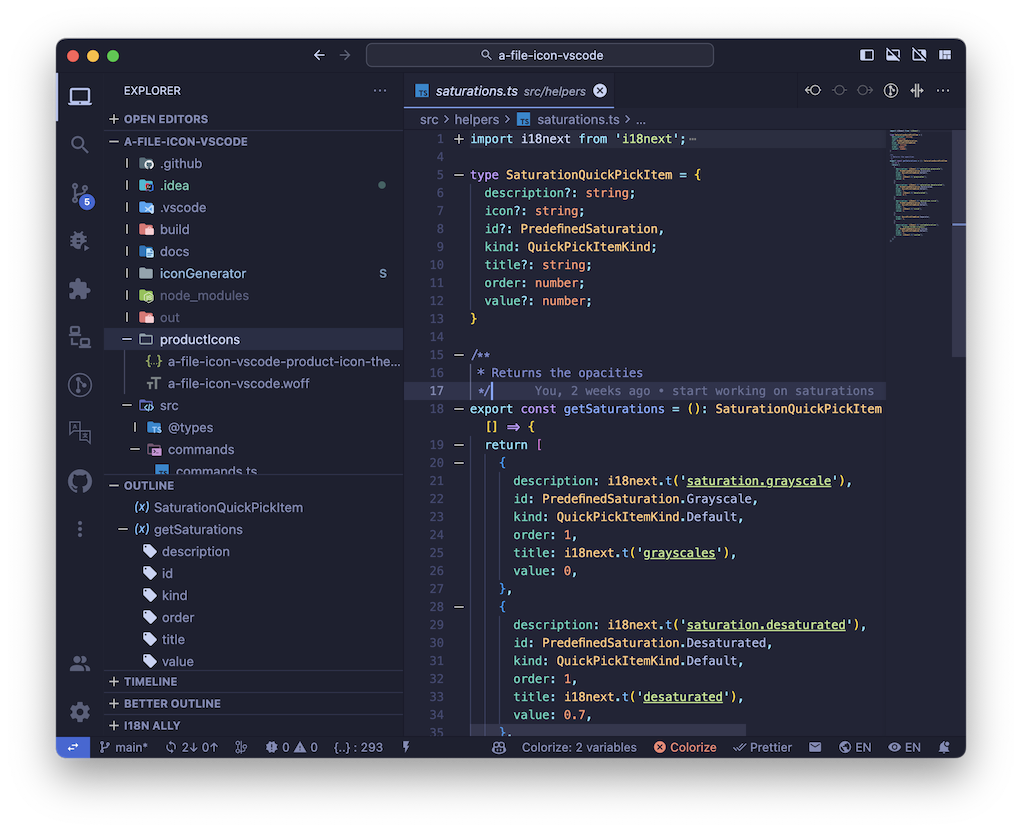 a-file-icon-vscode
EXPLORER
OPEN EDITORS
A-FILE-ICON-VSCODE
.github
.idea
.vscode
build
docs
iconGenerator S
node_modules
out
productIcons
a-file-icon-vscode-product-icon-the...
a-file-icon-vscode.woff
src
@types
commands
TS commands.ts
OUTLINE
SaturationQuickPickItem
getSaturations
description
id
kind
order
title
value
TIMELINE
BETTER OUTLINE
I18N ALLY
5
TS saturations.ts src/helpers
src > helpers > TS saturations.ts > ...
1 import i18next from 'i18next'; ...
4
5 type SaturationQuickPickItem = {
6 description?: string;
7 icon?: string;
8 id?: PredefinedSaturation,
9 kind: QuickPickItemKind;
10 title?: string;
11 order: number;
12 value?: number;
13 }
14
15 /**
16 * Returns the opacities
17 */ You, 2 weeks ago • start working on saturations
18 export const getSaturations = (): SaturationQuickPickItem
[] ⇒ {
19 return [
20 {
21 description: i18next.t('saturation.grayscale'),
22 id: PredefinedSaturation.Grayscale,
23 kind: QuickPickItemKind.Default,
24 order: 1,
25 title: i18next.t('grayscales'),
26 value: 0,
27 },
28 {
29 description: i18next.t('saturation.desaturated'),
30 id: PredefinedSaturation.Desaturated,
31 kind: QuickPickItemKind.Default,
32 order: 1,
33 title: i18next.t('desaturated'),
34 value: 0.7,
35 },
main* 2↓ 0↑ 0 0 {..} : 293 Colorize: 2 variables Colorize Prettier EN EN